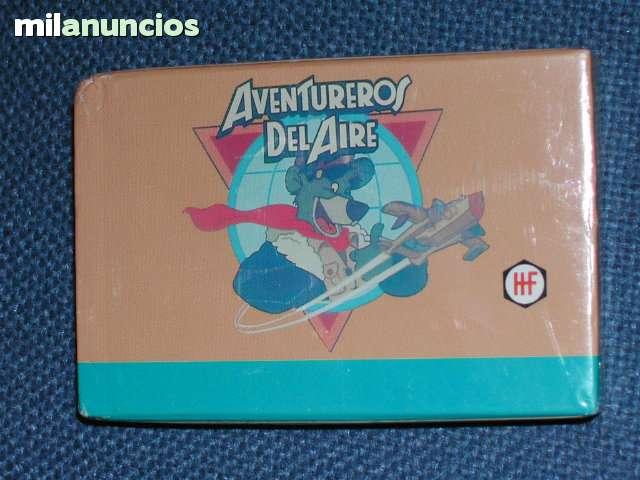 milanuncios
AVENTUREROS
DEL AIRE
HF